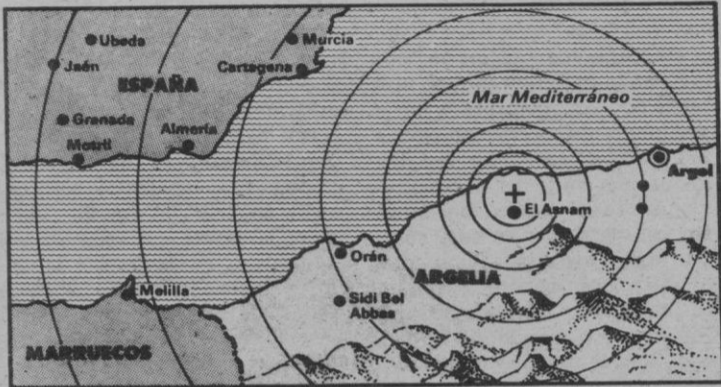 Ubeda
Murcia
Jaén
Cartagena
ESPAÑA
Mar Mediterráneo
Granada
Almería
Motril
Argel
El Asnam
Orán
ARGELIA
Melilla
Sidi Bel
Abbes
MARRUECOS